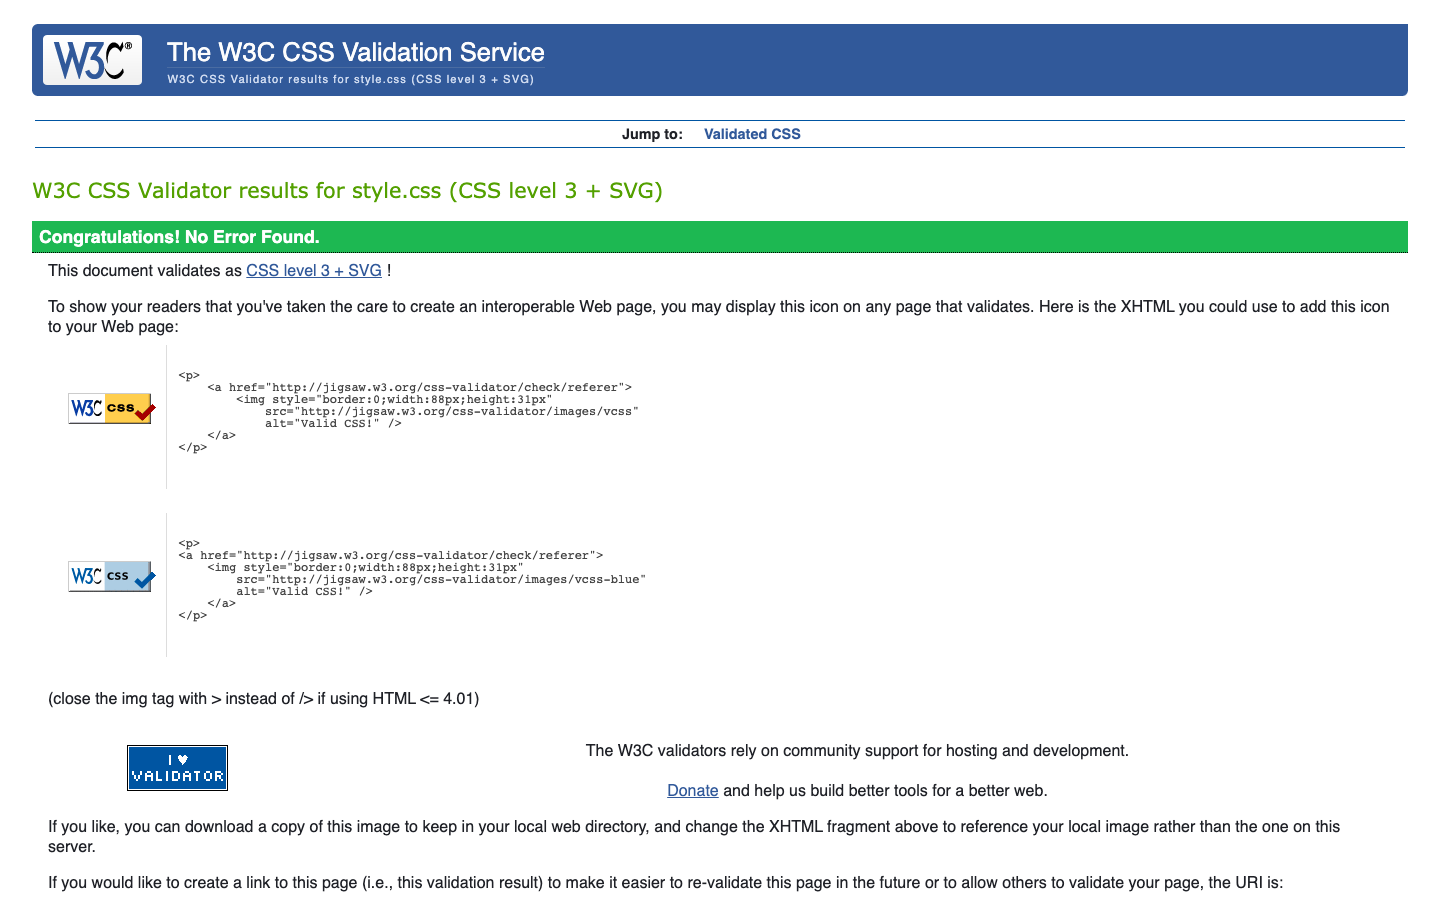 W3C®
The W3C CSS Validation Service
W3C CSS Validator results for style.css (CSS level 3 + SVG)
Jump to: Validated CSS
W3C CSS Validator results for style.css (CSS level 3 + SVG)
Congratulations! No Error Found.
This document validates as CSS level 3 + SVG !
To show your readers that you've taken the care to create an interoperable Web page, you may display this icon on any page that validates. Here is the XHTML you could use to add this icon
to your Web page:
W3C css
<p>
<a href="http://jigsaw.w3.org/css-validator/check/referer">
<img style="border:0;width:88px;height:31px"
src="http://jigsaw.w3.org/css-validator/images/vcss"
alt="Valid CSS!" />
</a>
</p>
W3C css
<p>
<a href="http://jigsaw.w3.org/css-validator/check/referer">
<img style="border:0;width:88px;height:31px"
src="http://jigsaw.w3.org/css-validator/images/vcss-blue"
alt="Valid CSS!" />
</a>
</p>
(close the img tag with > instead of /> if using HTML <= 4.01)
I ♥
VALIDATOR
The W3C validators rely on community support for hosting and development.
Donate and help us build better tools for a better web.
If you like, you can download a copy of this image to keep in your local web directory, and change the XHTML fragment above to reference your local image rather than the one on this
server.
If you would like to create a link to this page (i.e., this validation result) to make it easier to re-validate this page in the future or to allow others to validate your page, the URI is: